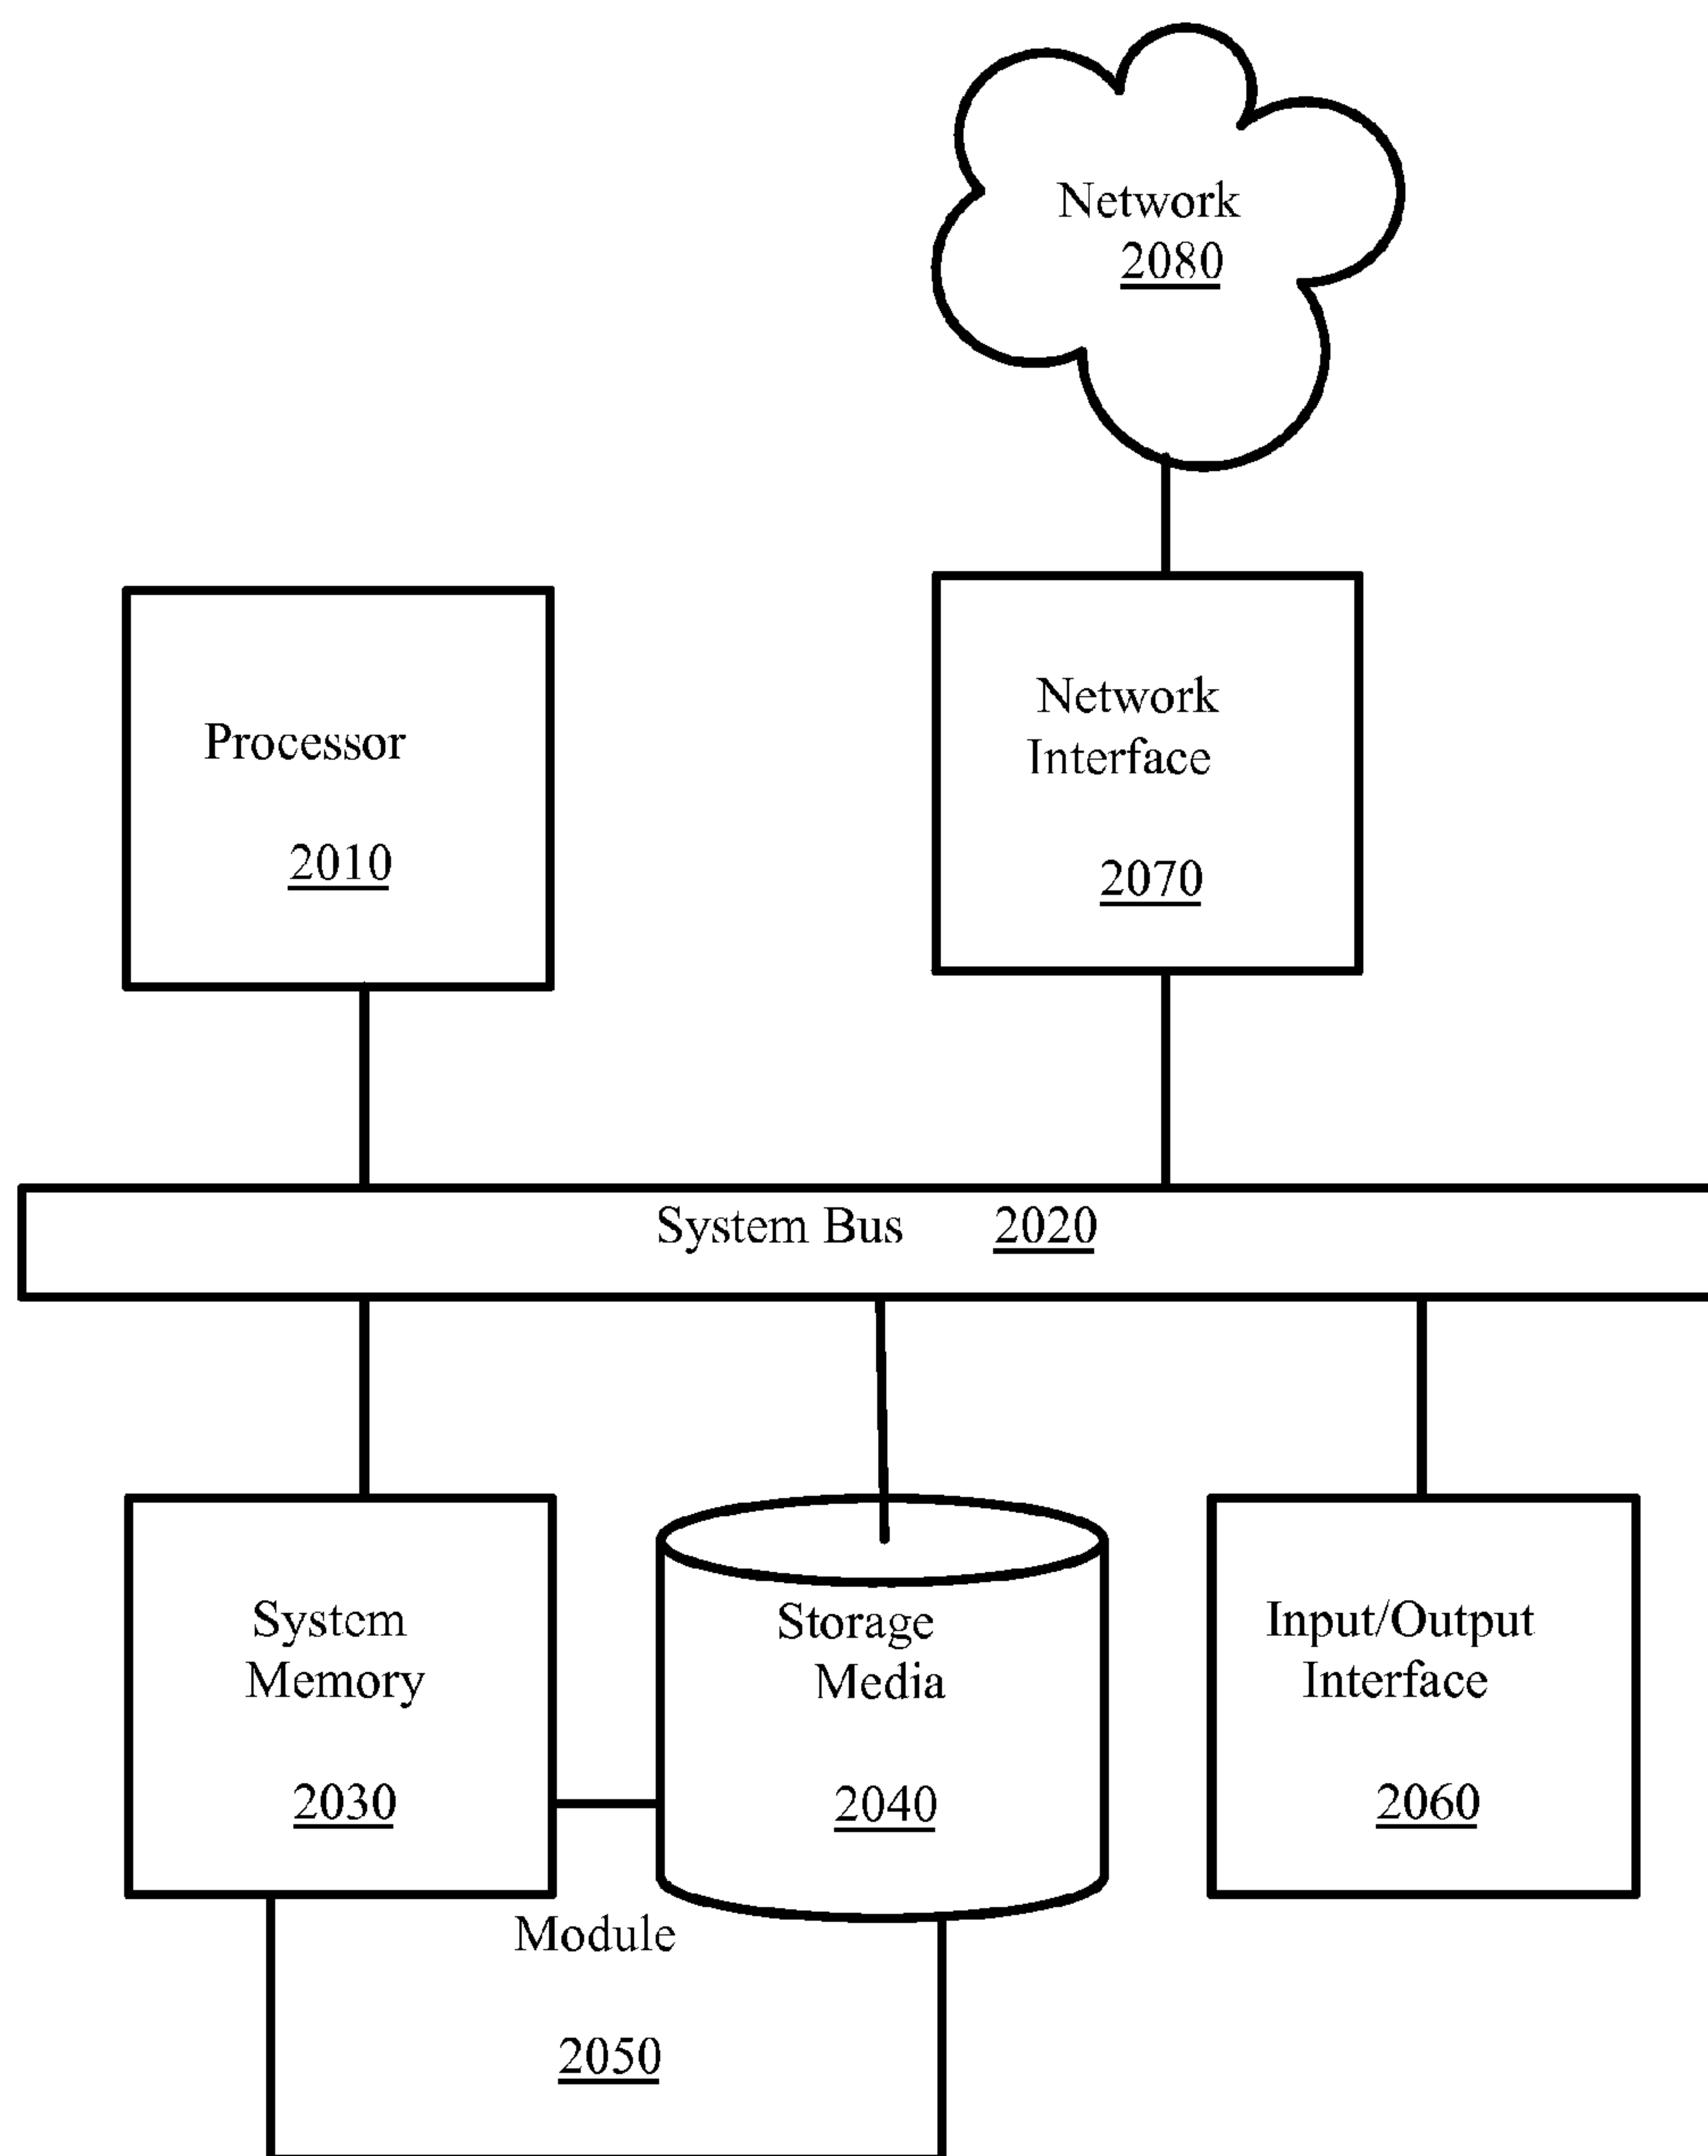 Network
2080
Processor
2010
Network
Interface
2070
System Bus 2020
System
Memory
2030
Storage
Media
2040
Input/Output
Interface
2060
Module
2050